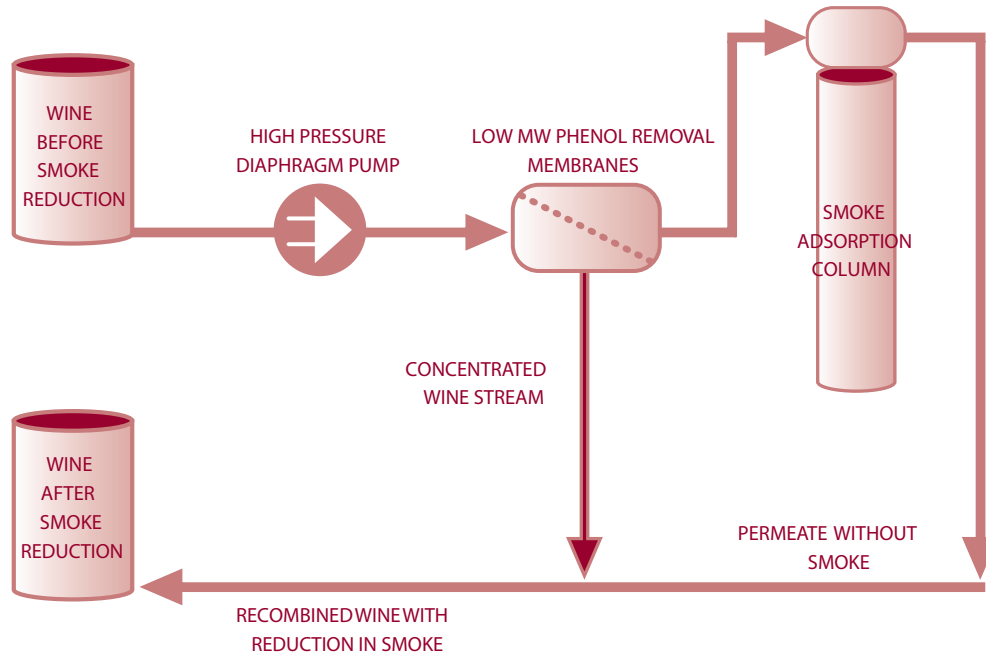 WINE
BEFORE
SMOKE
REDUCTION
HIGH PRESSURE
DIAPHRAGM PUMP
LOW MW PHENOL REMOVAL
MEMBRANES
SMOKE
ADSORPTION
COLUMN
CONCENTRATED
WINE STREAM
WINE
AFTER
SMOKE
REDUCTION
PERMEATE WITHOUT
SMOKE
RECOMBINED WINE WITH
REDUCTION IN SMOKE